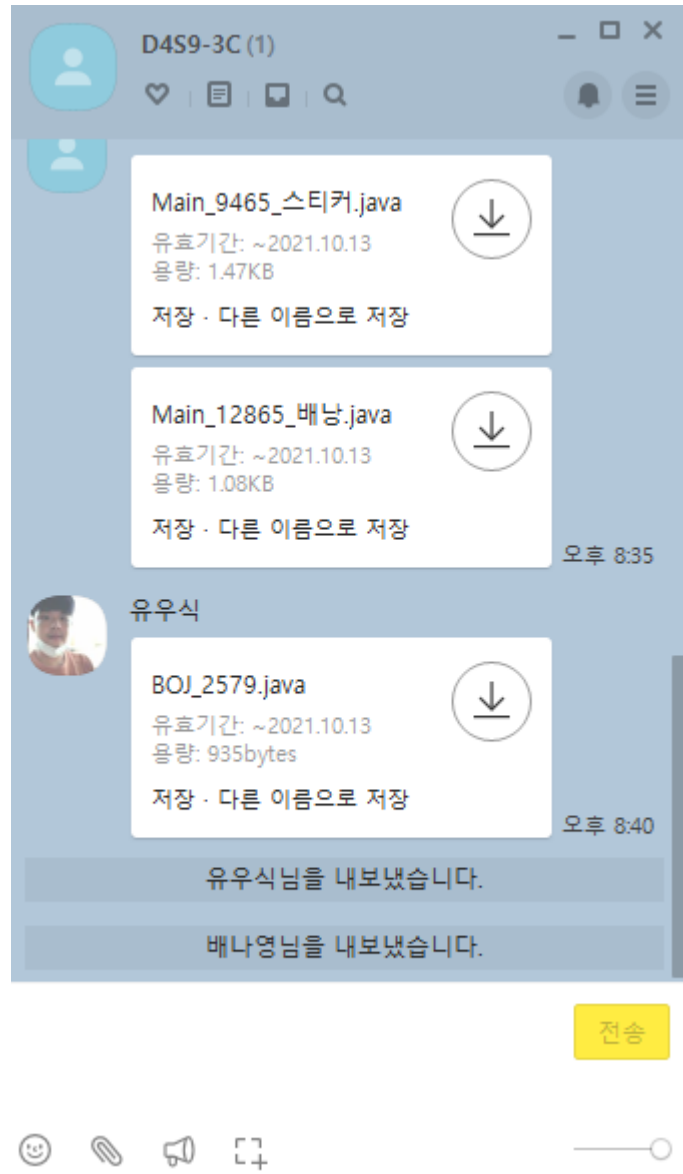 D4S9-3C (1)
Main_9465_스티커.java
유효기간: ~2021.10.13
용량: 1.47KB
저장 · 다른 이름으로 저장
Main_12865_배낭.java
유효기간: ~2021.10.13
용량: 1.08KB
저장 · 다른 이름으로 저장
오후 8:35
유우식
BOJ_2579.java
유효기간: ~2021.10.13
용량: 935bytes
저장 · 다른 이름으로 저장
오후 8:40
유우식님을 내보냈습니다.
배나영님을 내보냈습니다.
전송